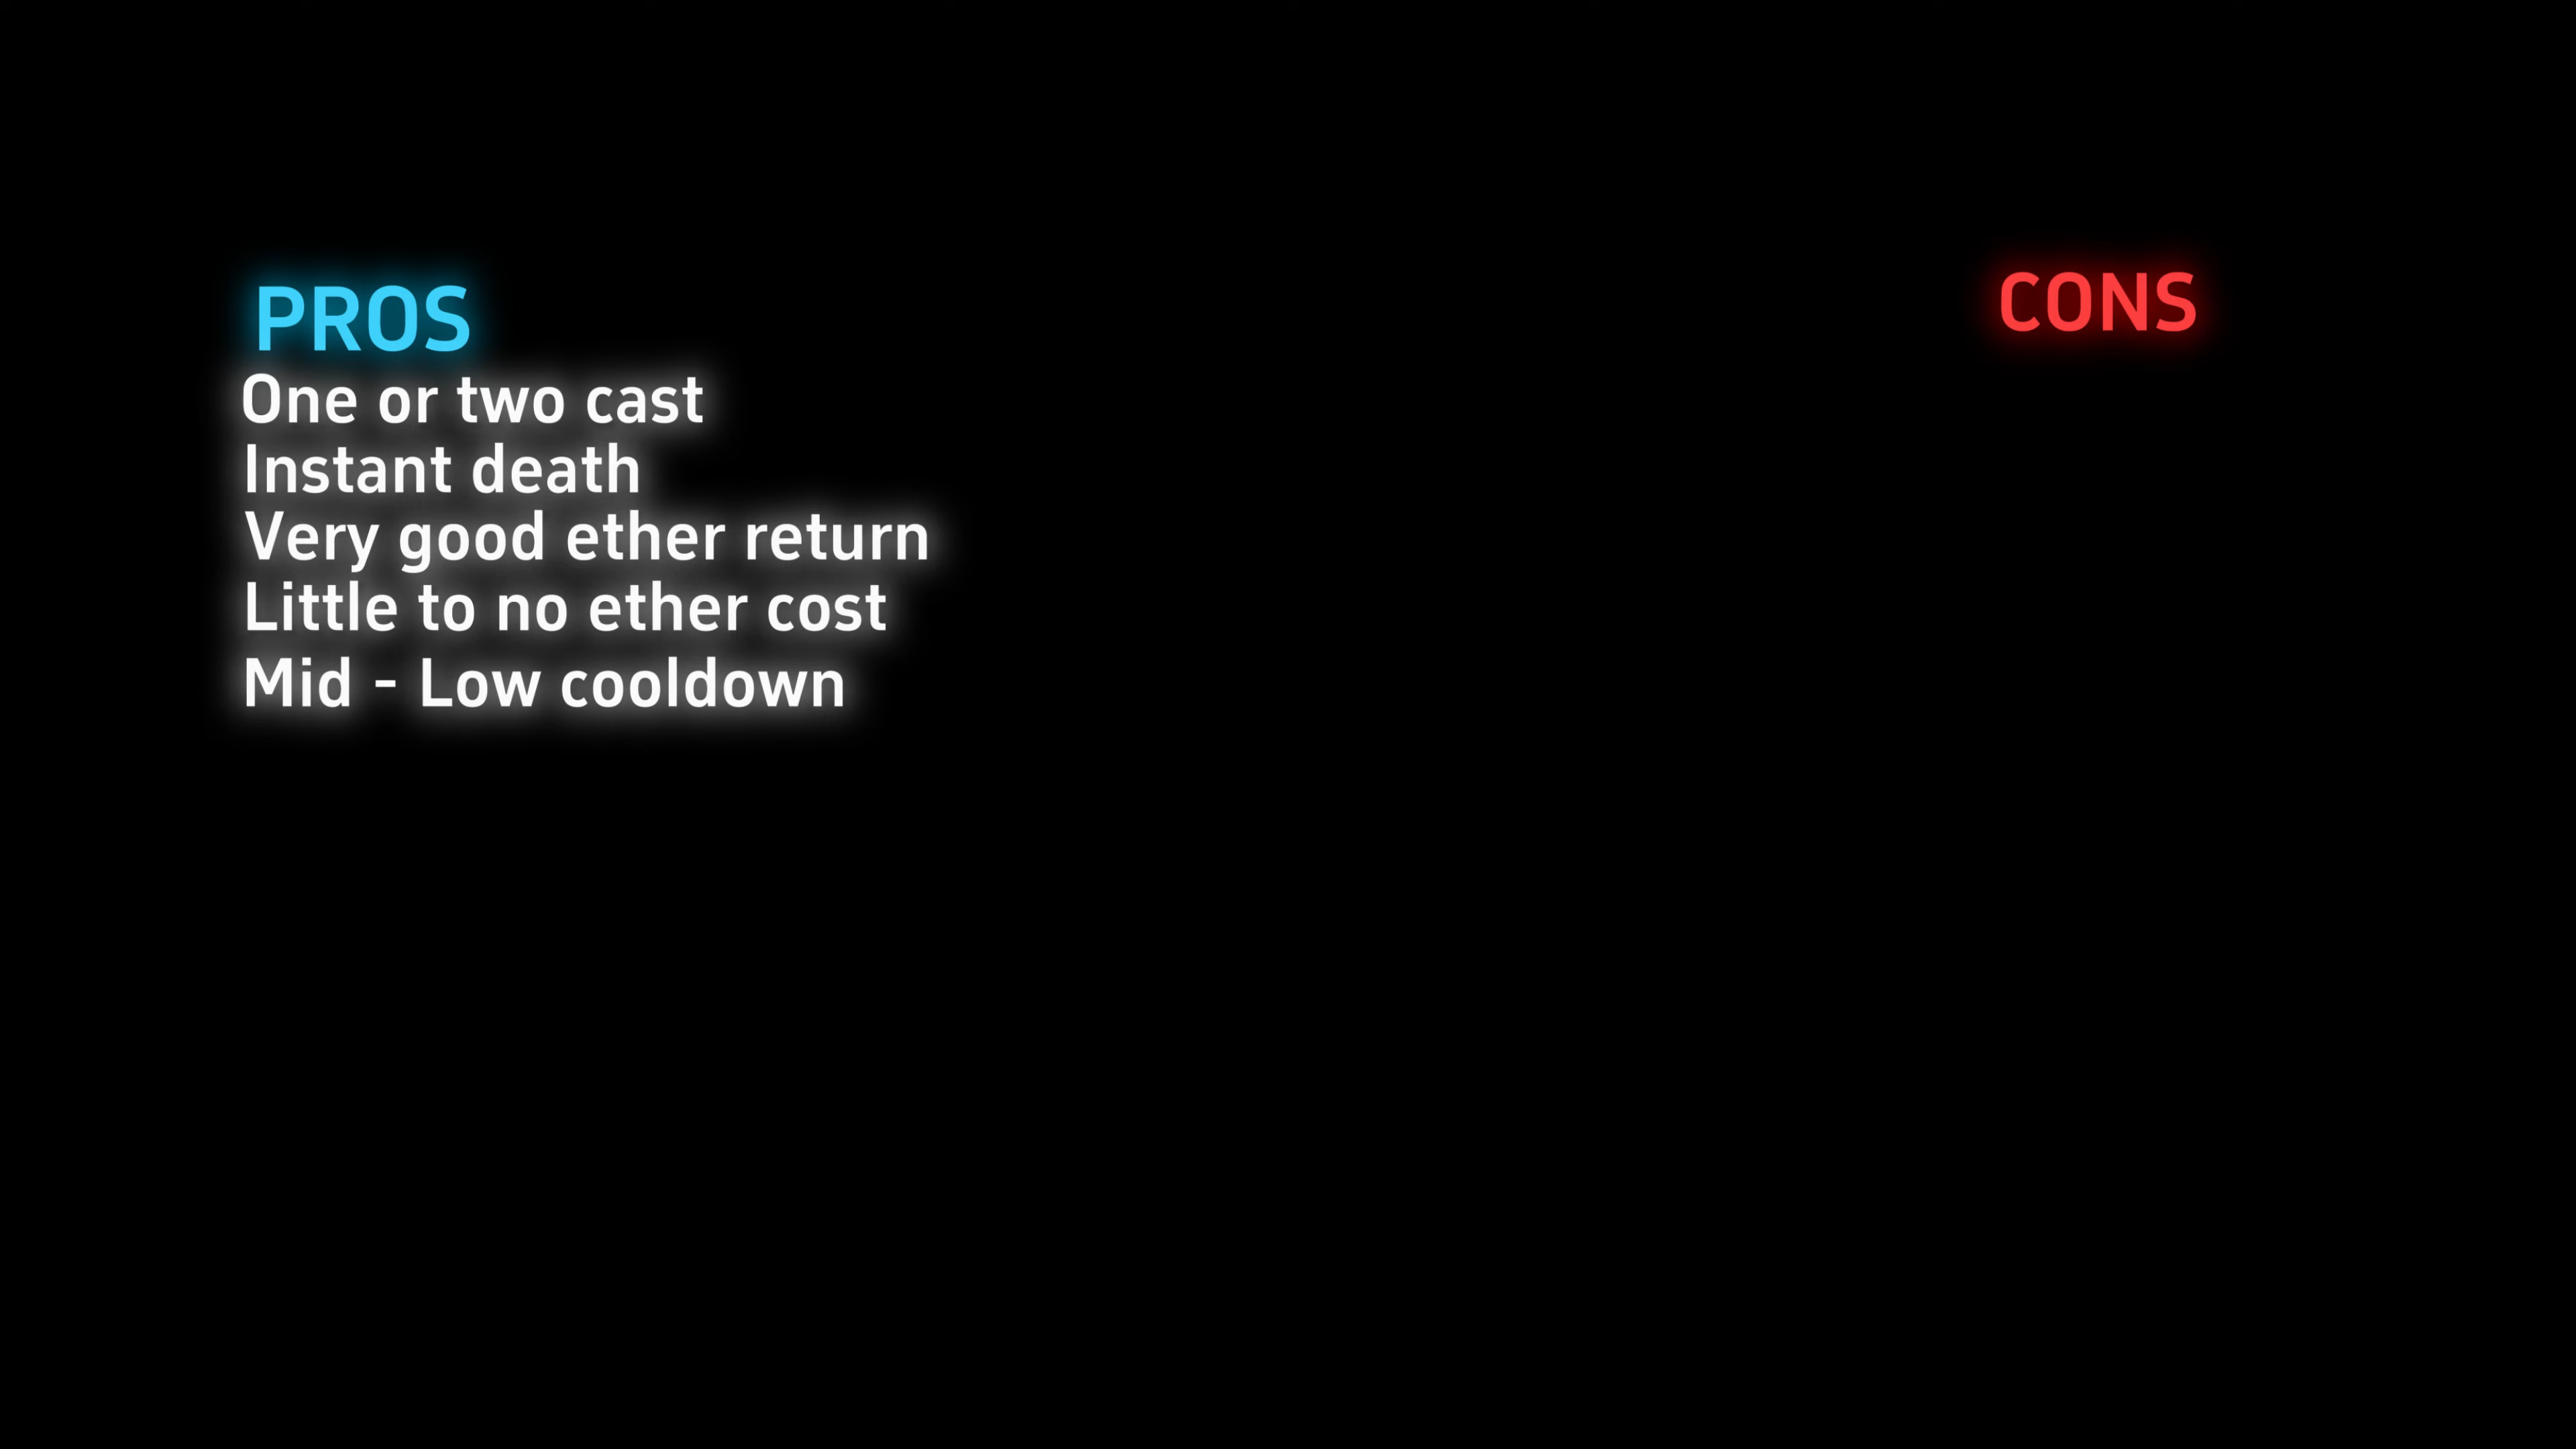 PROS
One or two cast
Instant death
Very good ether return
Little to no ether cost
Mid - Low cooldown
CONS